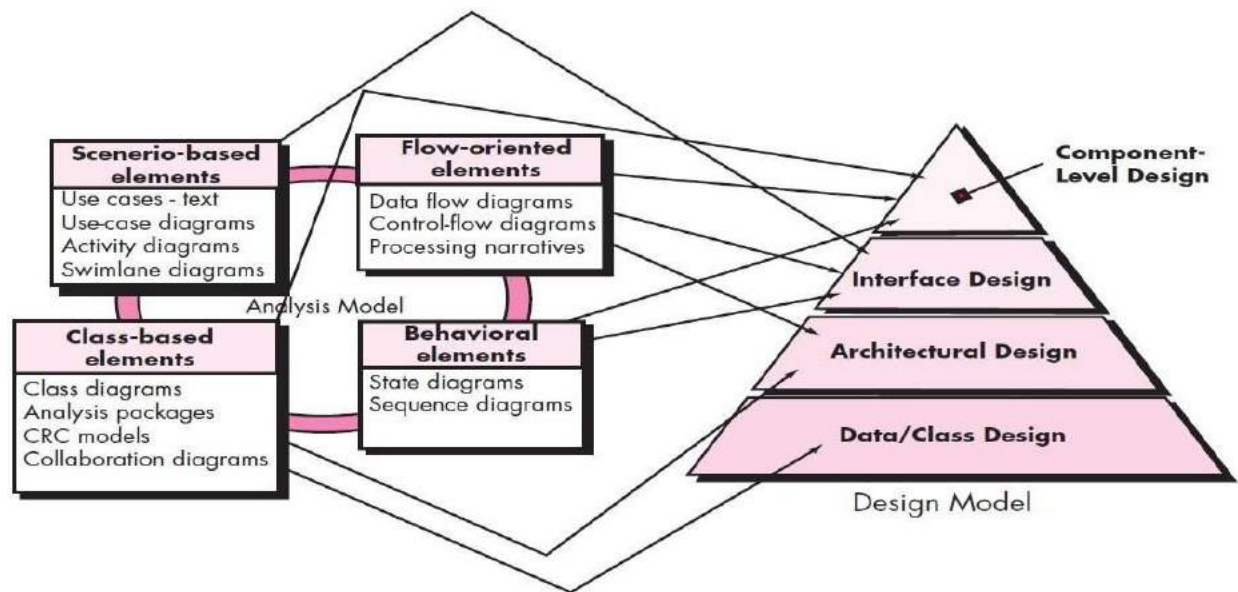 Scenerio-based
elements
Use cases - text
Use-case diagrams
Activity diagrams
Swimlane diagrams
Flow-oriented
elements
Data flow diagrams
Control-flow diagrams
Processing narratives
Analysis Model
Class-based
elements
Class diagrams
Analysis packages
CRC models
Collaboration diagrams
Behavioral
elements
State diagrams
Sequence diagrams
Component-
Level Design
Interface Design
Architectural Design
Data/Class Design
Design Model